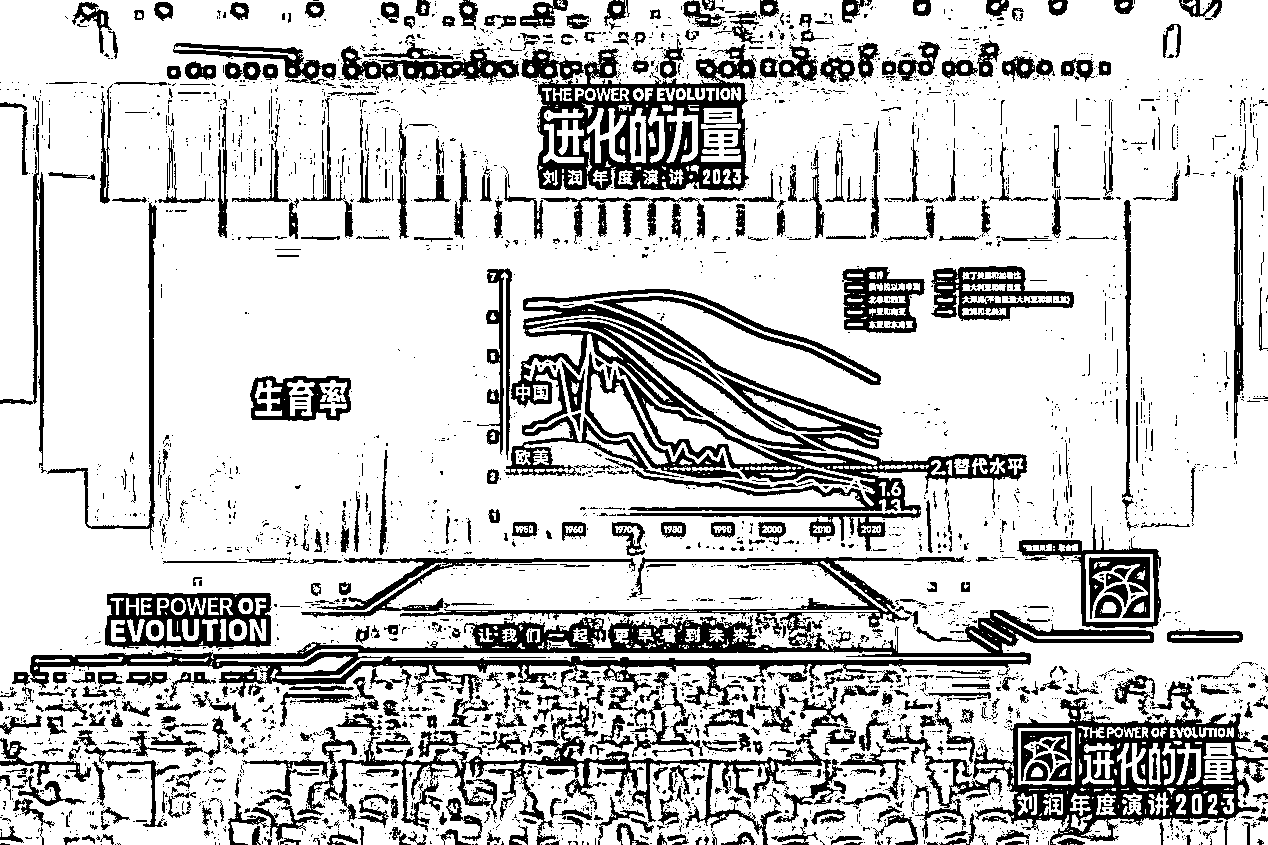 THE POWER OF EVOLUTION
进化的力量
刘润年度演讲·2023
7
生育率
中国
欧美
2.1替代水平
1.6
1.3
1
1950 1960 1970 1980 1990 2000 2010 2020
THE POWER OF
EVOLUTION
让我们一起 更早看到未来
THE POWER OF EVOLUTION
进化的力量
刘润年度演讲2023